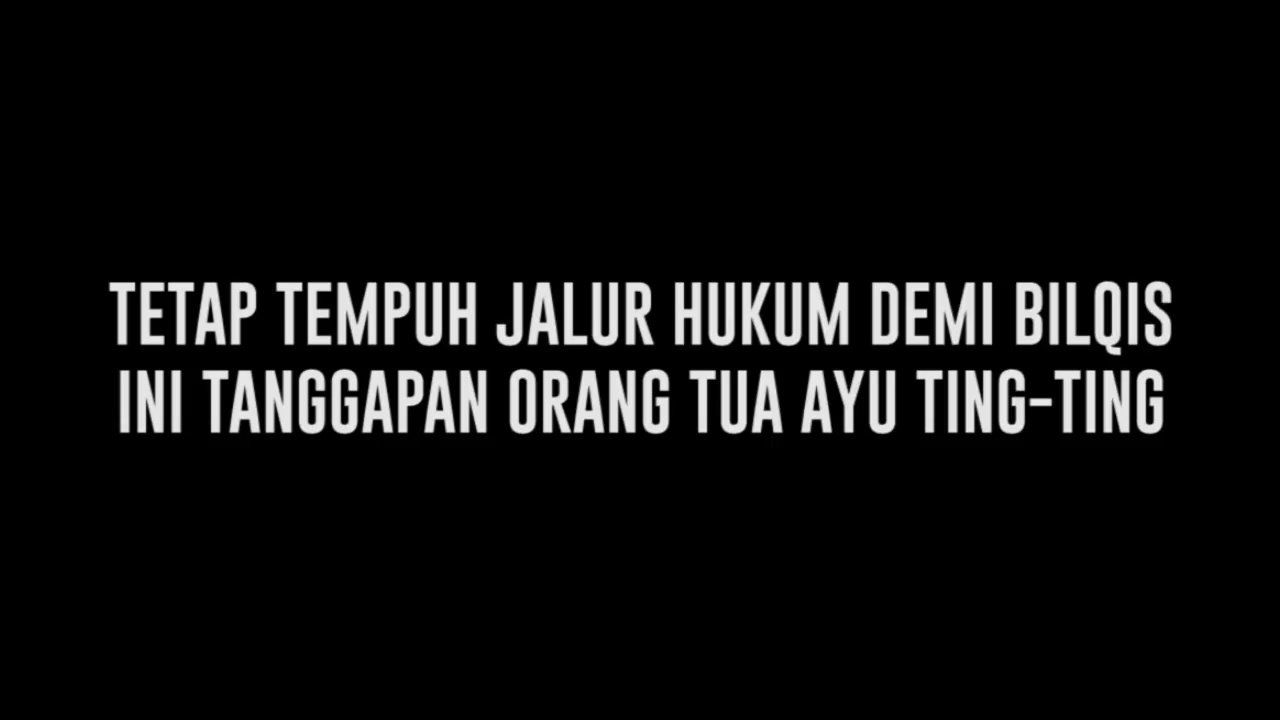 TETAP TEMPUH JALUR HUKUM DEMI BILQIS
INI TANGGAPAN ORANG TUA AYU TING-TING